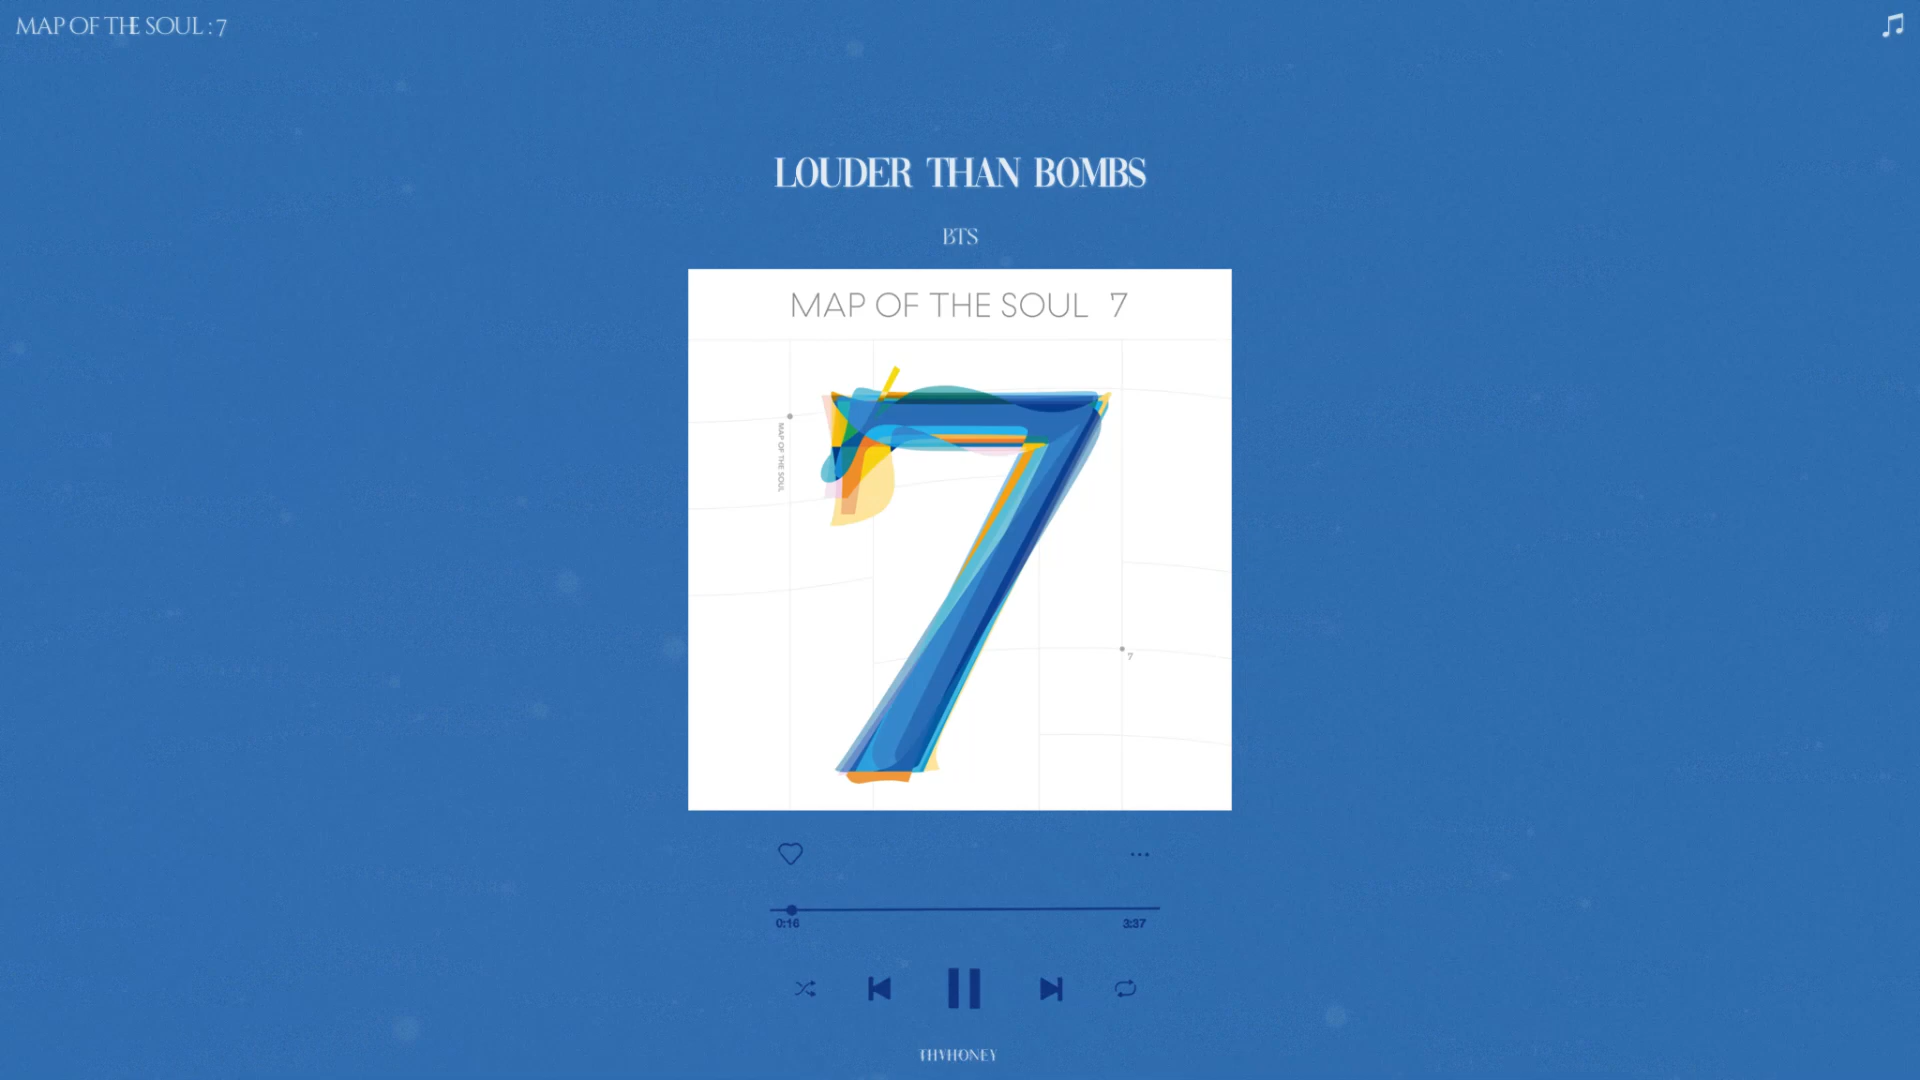 MAP OF THE SOUL : 7
LOUDER THAN BOMBS
BTS
MAP OF THE SOUL 7
MAP OF THE SOUL
7
0:16
3:37
THVHONEY